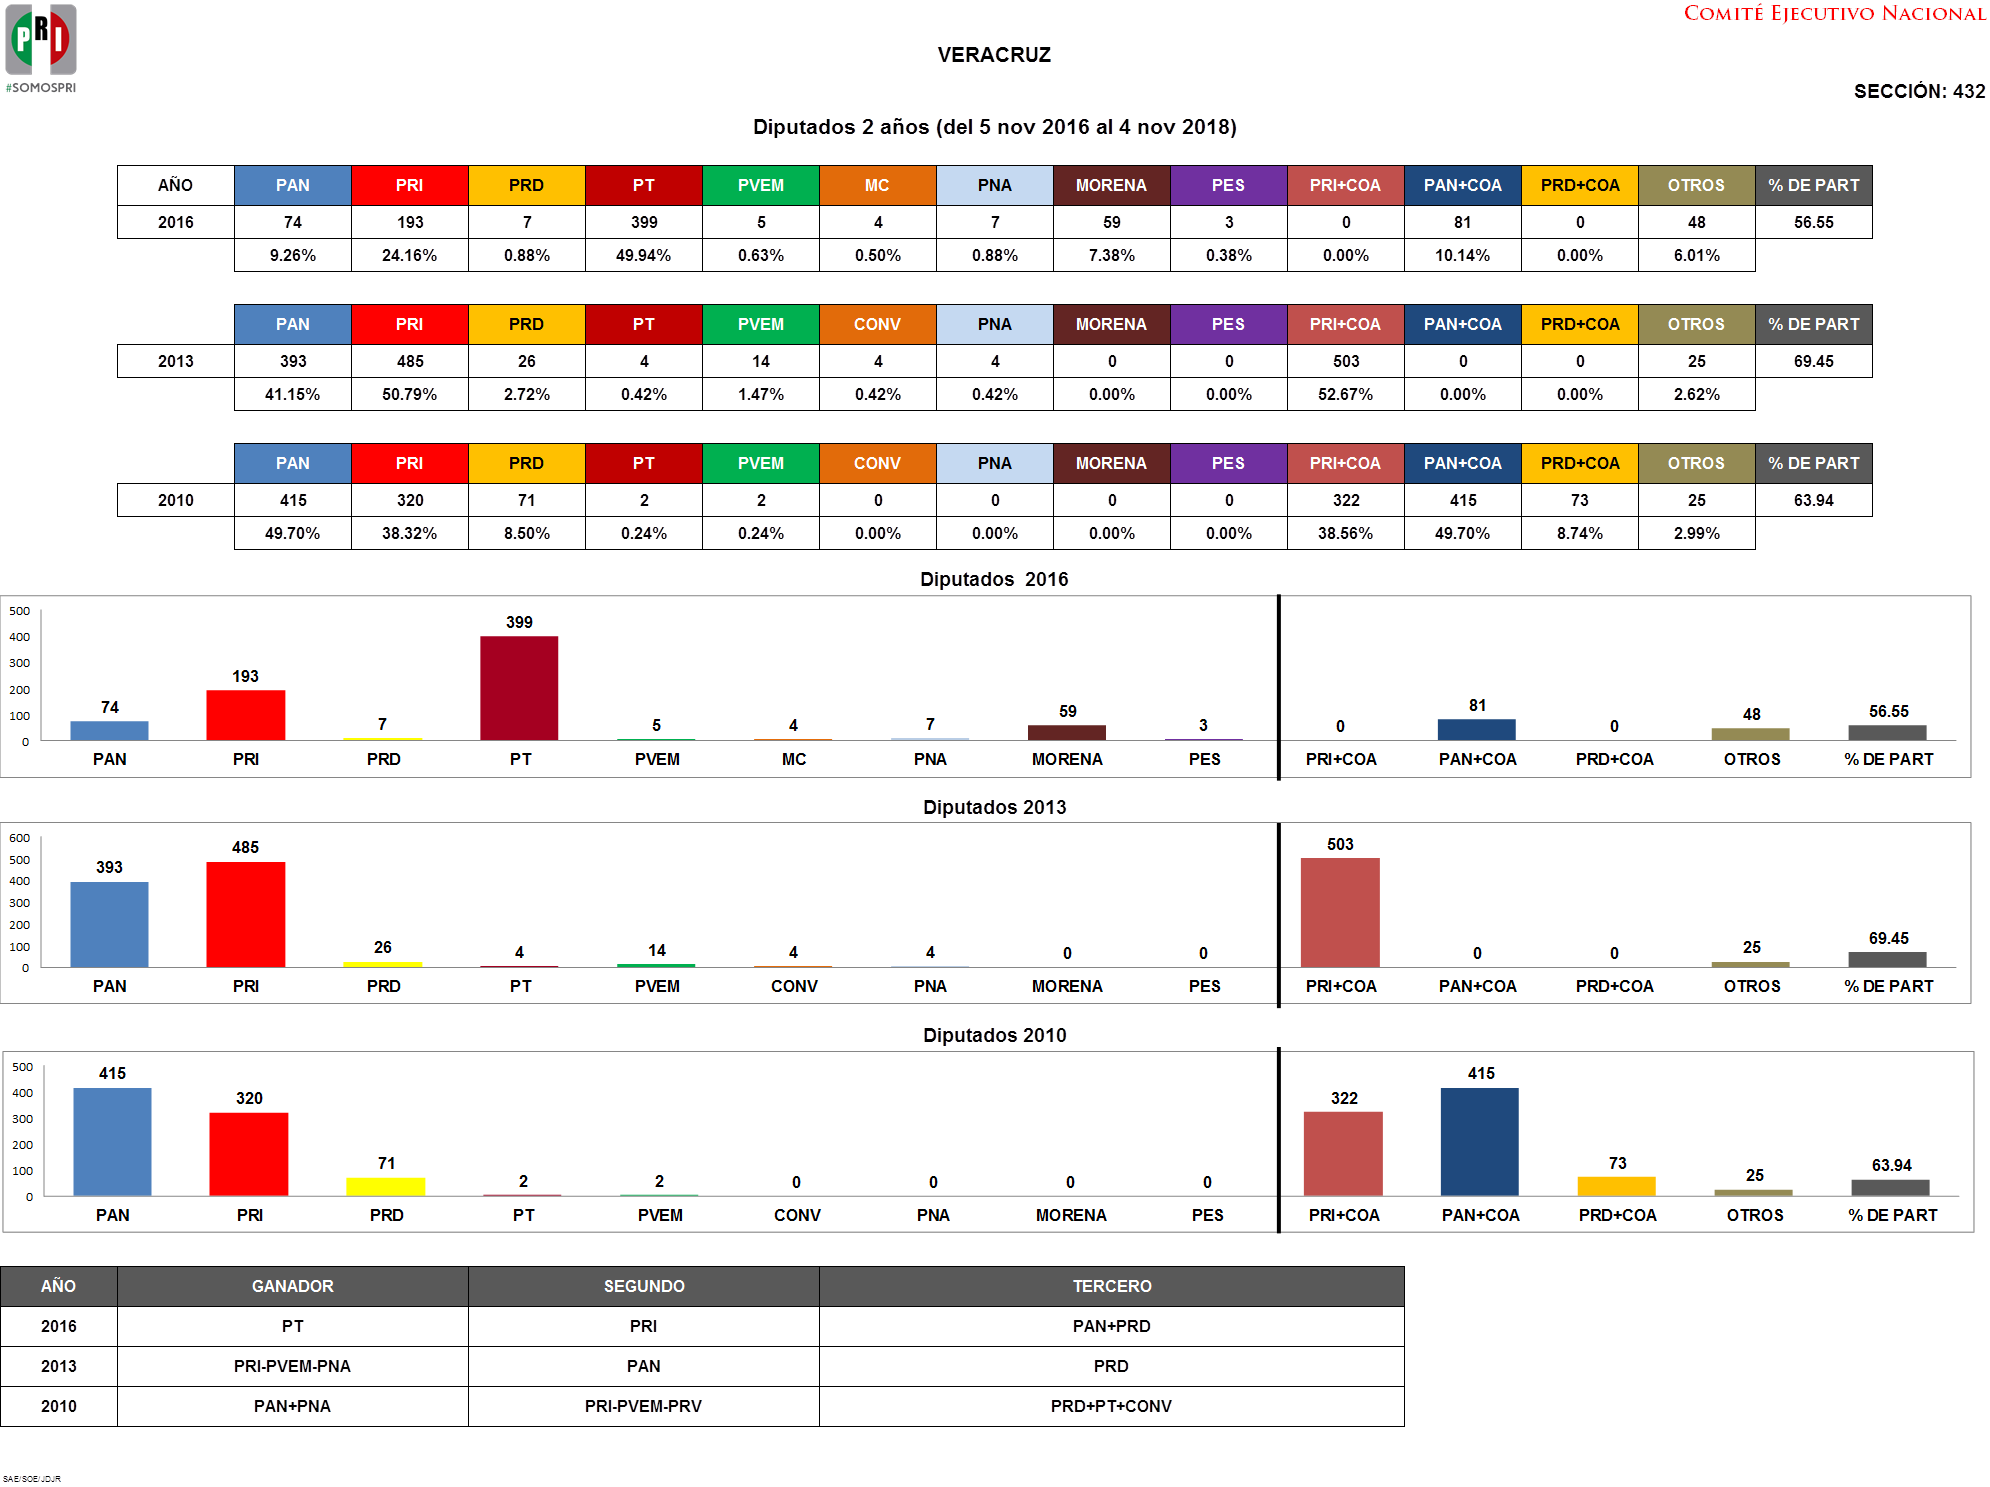 PRI
#SOMOSPRI
COMITÉ EJECUTIVO NACIONAL
VERACRUZ
SECCIÓN: 432
Diputados 2 años (del 5 nov 2016 al 4 nov 2018)
AÑO PAN PRI PRD PT PVEM MC PNA MORENA PES PRI+COA PAN+COA PRD+COA OTROS % DE PART
2016 74 193 7 399 5 4 7 59 3 0 81 0 48 56.55
9.26% 24.16% 0.88% 49.94% 0.63% 0.50% 0.88% 7.38% 0.38% 0.00% 10.14% 0.00% 6.01%
PAN PRI PRD PT PVEM CONV PNA MORENA PES PRI+COA PAN+COA PRD+COA OTROS % DE PART
2013 393 485 26 4 14 4 4 0 0 503 0 0 25 69.45
41.15% 50.79% 2.72% 0.42% 1.47% 0.42% 0.42% 0.00% 0.00% 52.67% 0.00% 0.00% 2.62%
PAN PRI PRD PT PVEM CONV PNA MORENA PES PRI+COA PAN+COA PRD+COA OTROS % DE PART
2010 415 320 71 2 2 0 0 0 0 322 415 73 25 63.94
49.70% 38.32% 8.50% 0.24% 0.24% 0.00% 0.00% 0.00% 0.00% 38.56% 49.70% 8.74% 2.99%
Diputados 2016
500
400
300
200
100
0
74 193 7 399 5 4 7 59 3 0 81 0 48 56.55
PAN PRI PRD PT PVEM MC PNA MORENA PES PRI+COA PAN+COA PRD+COA OTROS % DE PART
Diputados 2013
600
500
400
300
200
100
0
393 485 26 4 14 4 4 0 0 503 0 0 25 69.45
PAN PRI PRD PT PVEM CONV PNA MORENA PES PRI+COA PAN+COA PRD+COA OTROS % DE PART
Diputados 2010
500
400
300
200
100
0
415 320 71 2 2 0 0 0 0 322 415 73 25 63.94
PAN PRI PRD PT PVEM CONV PNA MORENA PES PRI+COA PAN+COA PRD+COA OTROS % DE PART
AÑO GANADOR SEGUNDO TERCERO
2016 PT PRI PAN+PRD
2013 PRI-PVEM-PNA PAN PRD
2010 PAN+PNA PRI-PVEM-PRV PRD+PT+CONV
SAE/SOE/JDJR